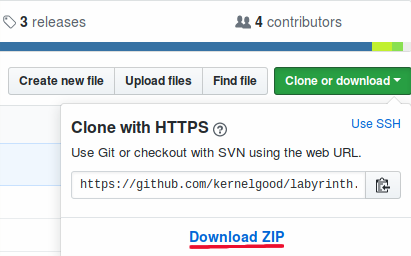 3 releases
4 contributors
Create new file
Upload files
Find file
Clone or download
Clone with HTTPS ?
Use SSH
Use Git or checkout with SVN using the web URL.
https://github.com/kernelgood/labyrinth.
Download ZIP